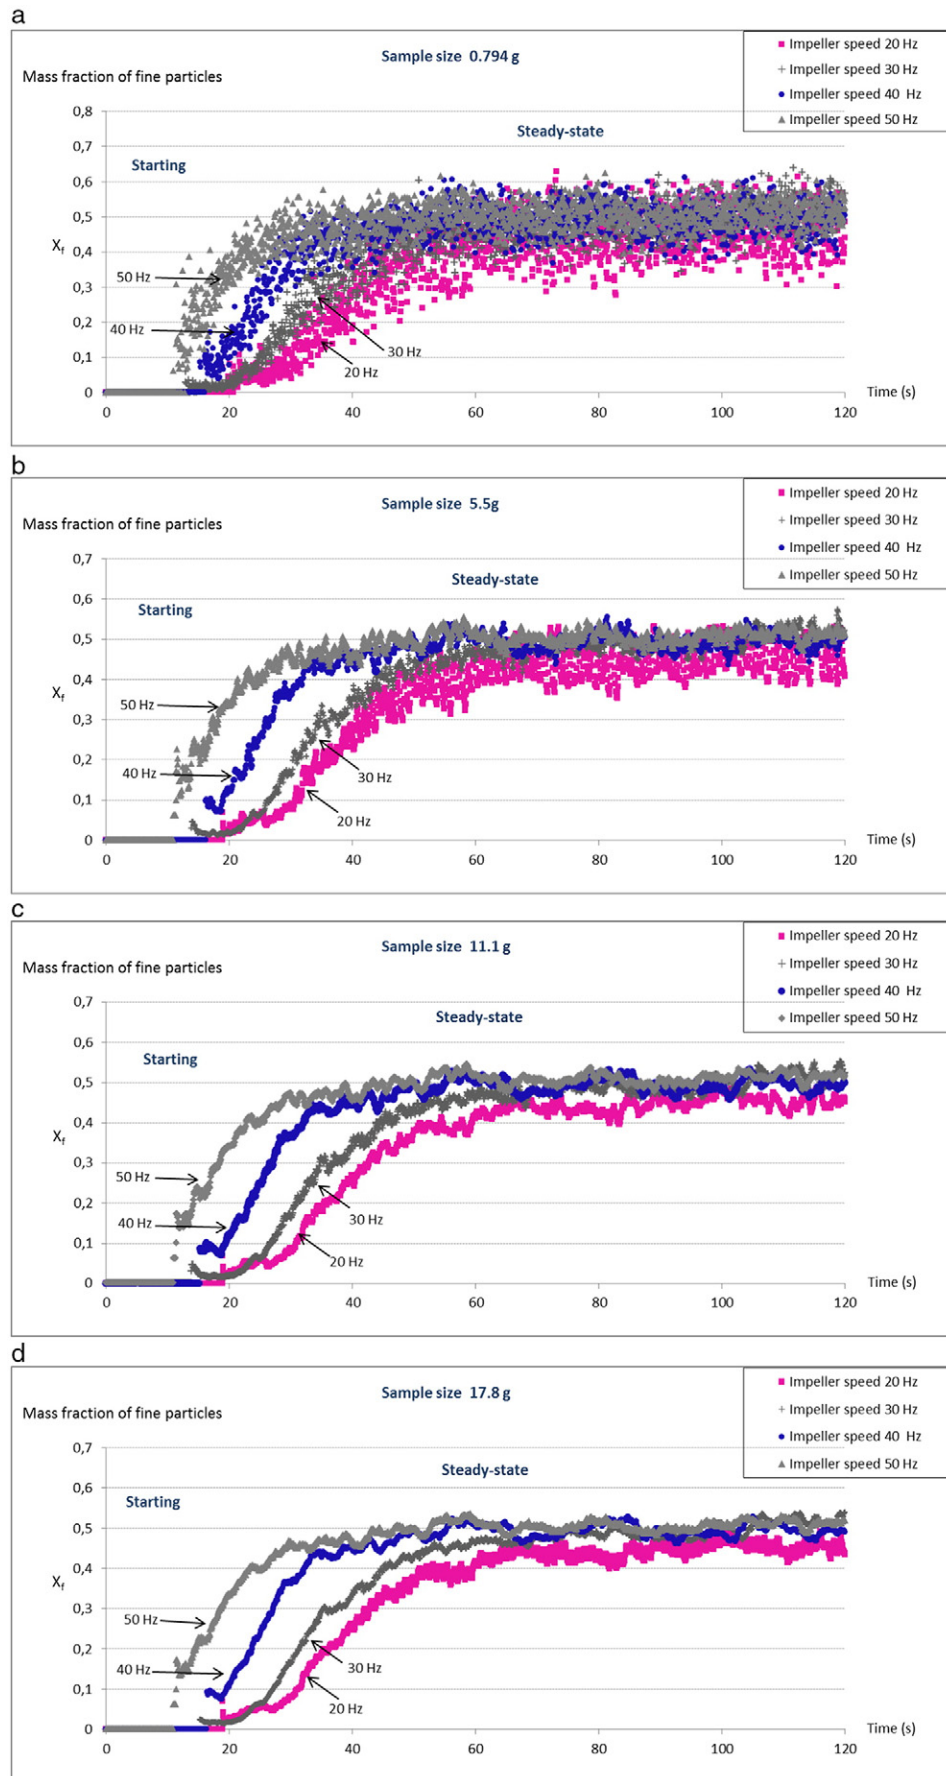 a
Sample size 0.794 g
Impeller speed 20 Hz
Impeller speed 30 Hz
Impeller speed 40 Hz
Impeller speed 50 Hz
Mass fraction of fine particles
0,8
0,7
0,6
0,5
0,4
0,3
0,2
0,1
0
Xf
Starting
Steady-state
50 Hz
40 Hz
30 Hz
20 Hz
0 20 40 60 80 100 120
Time (s)
b
Sample size 5.5g
Impeller speed 20 Hz
Impeller speed 30 Hz
Impeller speed 40 Hz
Impeller speed 50 Hz
Mass fraction of fine particles
0,7
0,6
0,5
0,4
0,3
0,2
0,1
0
Xf
Starting
Steady-state
50 Hz
40 Hz
30 Hz
20 Hz
0 20 40 60 80 100 120
Time (s)
c
Sample size 11.1 g
Impeller speed 20 Hz
Impeller speed 30 Hz
Impeller speed 40 Hz
Impeller speed 50 Hz
Mass fraction of fine particles
0,7
0,6
0,5
0,4
0,3
0,2
0,1
0
Xf
Starting
Steady-state
50 Hz
40 Hz
30 Hz
20 Hz
0 20 40 60 80 100 120
Time (s)
d
Sample size 17.8 g
Impeller speed 20 Hz
Impeller speed 30 Hz
Impeller speed 40 Hz
Impeller speed 50 Hz
Mass fraction of fine particles
0,7
0,6
0,5
0,4
0,3
0,2
0,1
0
Xf
Starting
Steady-state
50 Hz
40 Hz
30 Hz
20 Hz
0 20 40 60 80 100 120
Time (s)